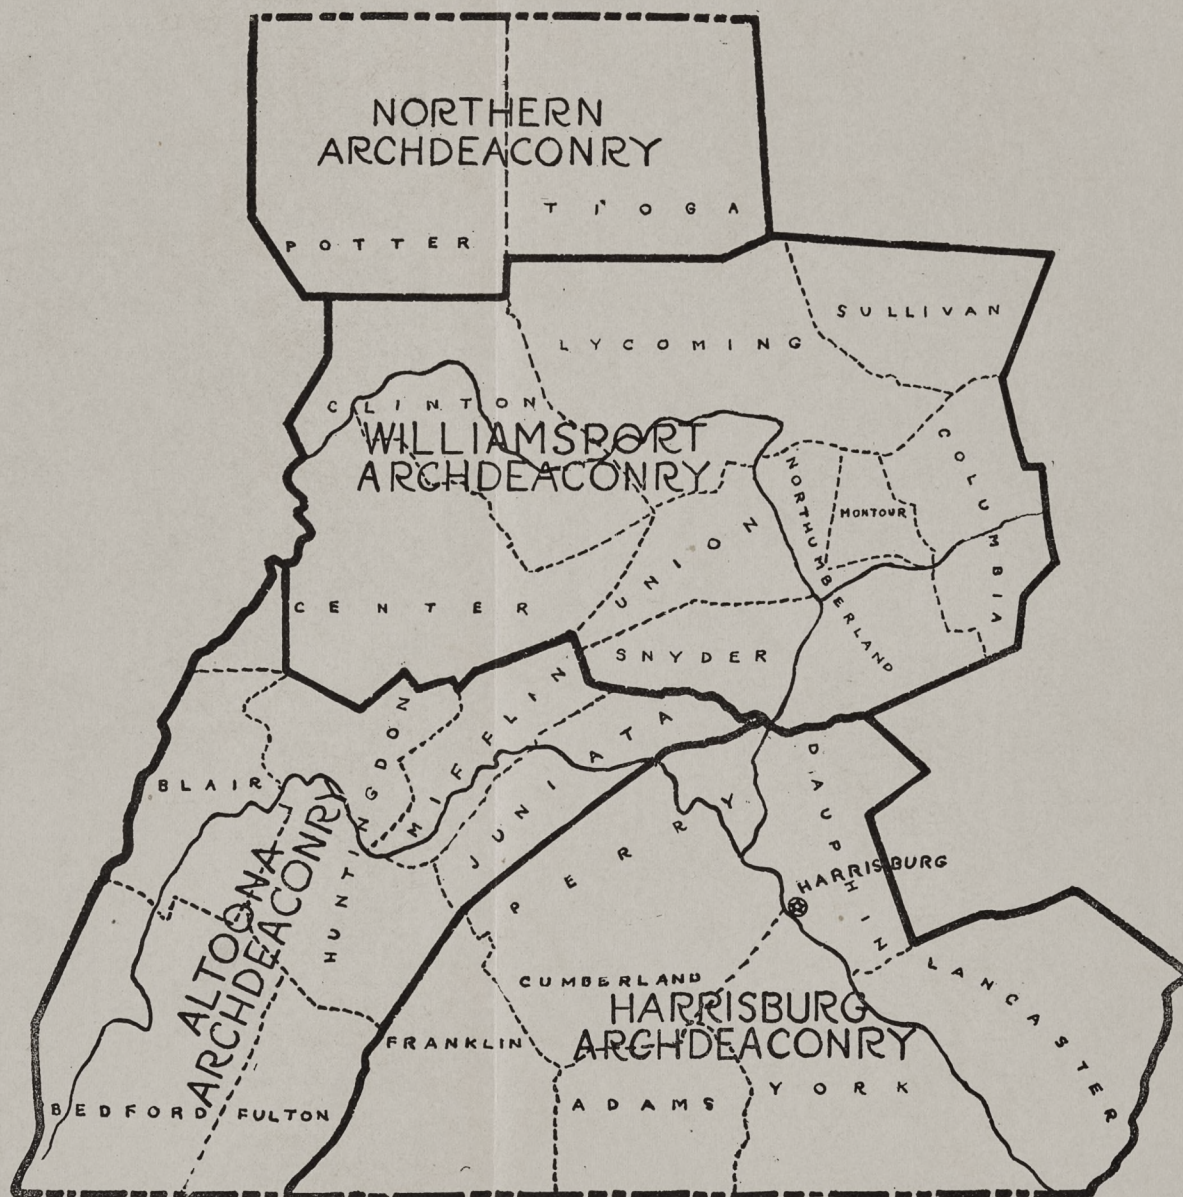 NORTHERN
ARCHDEACONRY
TIOGA
POTTER
SULLIVAN
LYCOMING
CLINTON
WILLIAMSPORT
ARCHDEACONRY
COLUMBIA
NORTHUMBERLAND
MONTOUR
UNION
CENTER
SNYDER
MIFFLIN
JUNIATA
HUNTINGDON
BLAIR
DAUPHIN
PERRY
HARRISBURG
ALTOONA
ARCHDEACONRY
CUMBERLAND
LANCASTER
HARRISBURG
ARCHDEACONRY
FRANKLIN
YORK
ADAMS
BEDFORD
FULTON